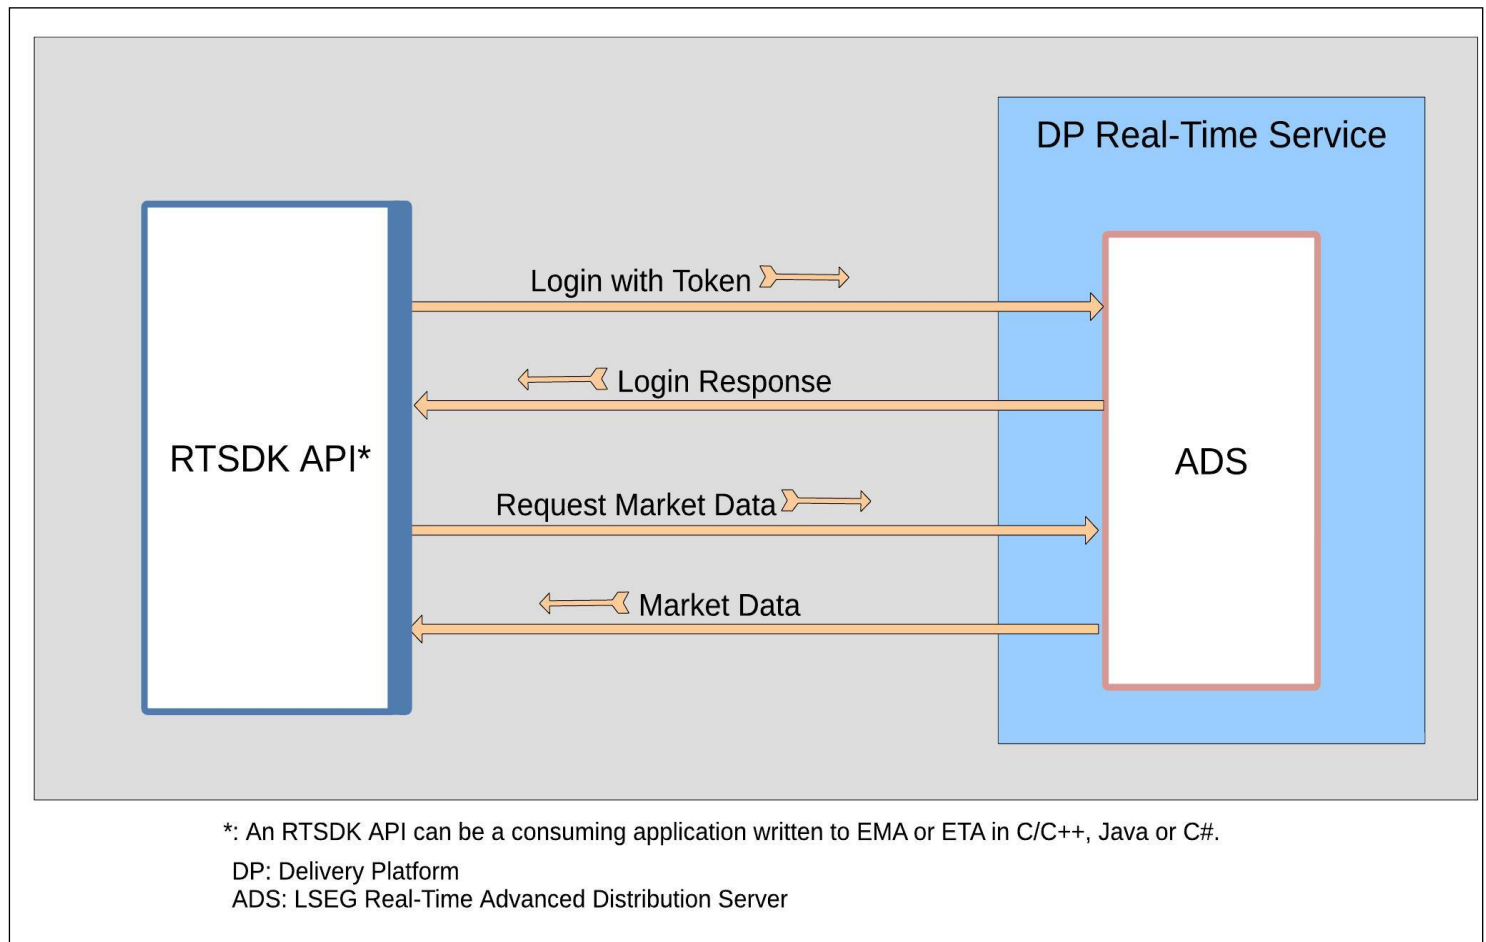 DP Real-Time Service
Login with Token
Login Response
RTSDK API*
ADS
Request Market Data
Market Data
*: An RTSDK API can be a consuming application written to EMA or ETA in C/C++, Java or C#.
DP: Delivery Platform
ADS: LSEG Real-Time Advanced Distribution Server